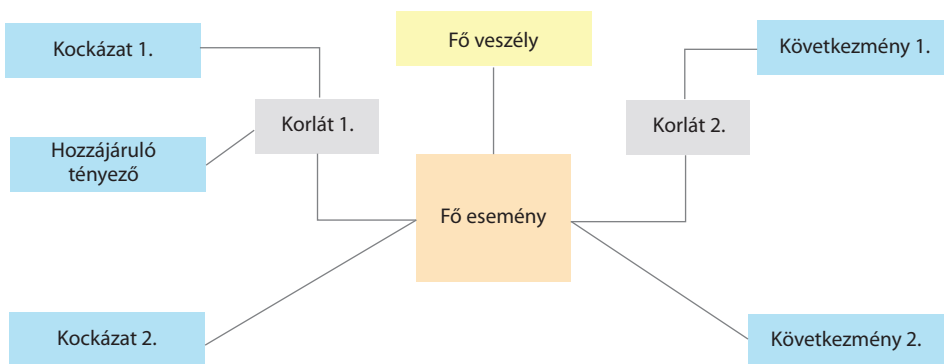 Kockázat 1.
Fő veszély
Következmény 1.
Korlát 1.
Korlát 2.
Hozzájáruló
tényező
Fő esemény
Kockázat 2.
Következmény 2.